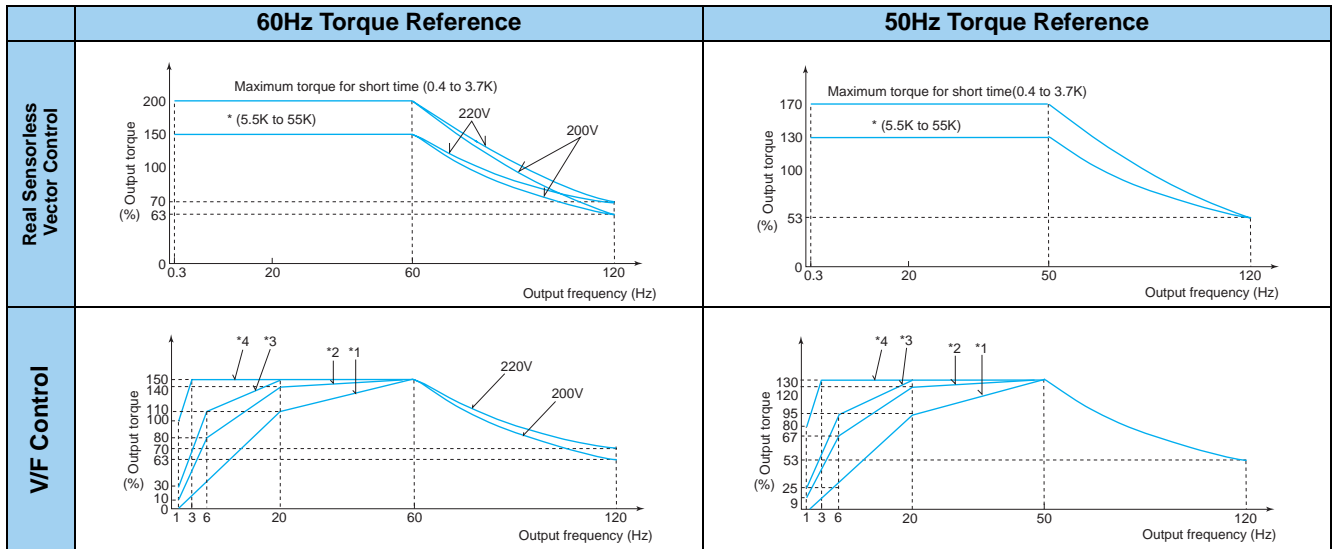 60Hz Torque Reference
50Hz Torque Reference
Real Sensorless
Vector Control
Maximum torque for short time (0.4 to 3.7K)
* (5.5K to 55K)
220V
200V
200
150
100
70
63
0
Output torque
(%)
0.3
20
60
120
Output frequency (Hz)
Maximum torque for short time(0.4 to 3.7K)
* (5.5K to 55K)
170
130
100
53
0
Output torque
(%)
0.3
20
50
120
Output frequency (Hz)
V/F Control
*4
*3
*2
*1
220V
200V
150
140
110
100
80
70
63
30
10
0
Output torque
(%)
1
3
6
20
60
120
Output frequency (Hz)
*4
*3
*2
*1
130
120
95
80
67
53
25
9
Output torque
(%)
1
3
6
20
50
120
Output frequency (Hz)